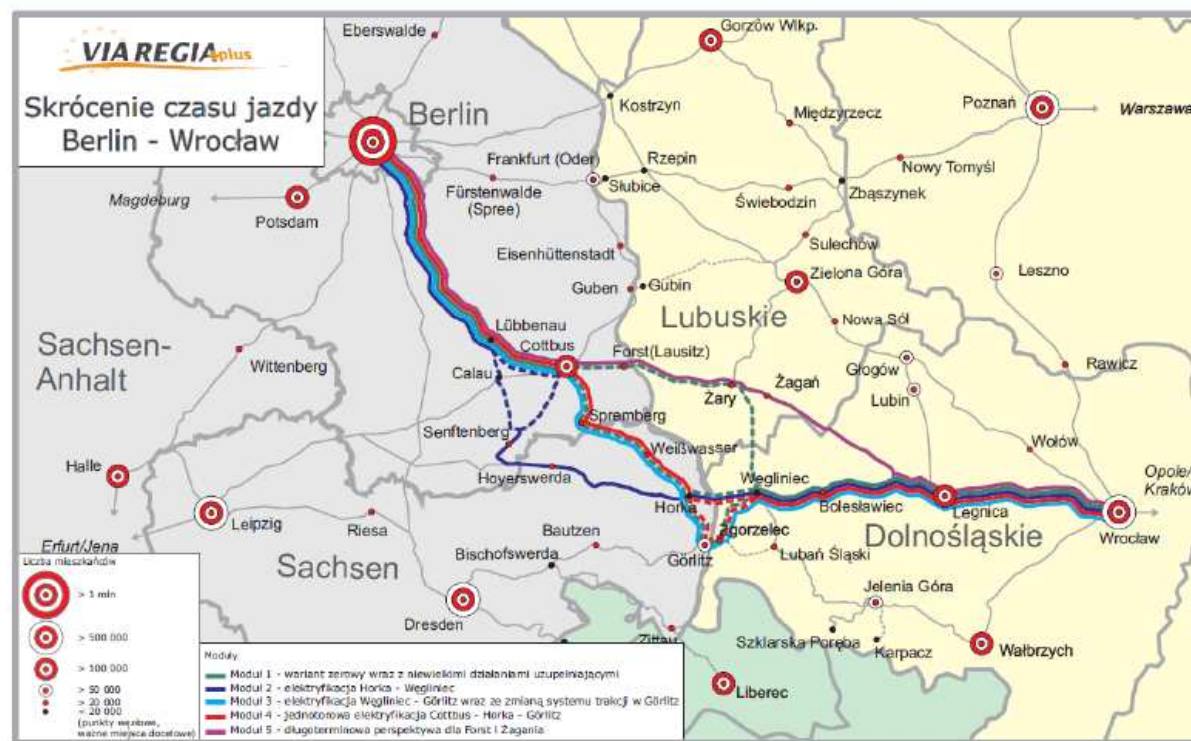 VIA REGIA plus
Skrócenie czasu jazdy
Berlin - Wrocław
Eberswalde
Gorzów Wlkp.
Berlin
Kostrzyn
Międzyrzecz
Poznań
Warszawa
Frankfurt (Oder)
Rzepin
Nowy Tomyśl
Magdeburg
Fürstenwalde
(Spree)
Słubice
Świebodzin
Zbąszynek
Potsdam
Sulechów
Eisenhüttenstadt
Zielona Góra
Leszno
Guben
Gubin
Lubuskie
Nowa Sól
Lübbenau
Sachsen-
Anhalt
Wittenberg
Cottbus
Forst(Lausitz)
Głogów
Rawicz
Calau
Żary
Żagań
Lubin
Spremberg
Senftenberg
Weißwasser
Wołów
Halle
Hoyerswerda
Węgliniec
Opole/
Kraków
Horka
Bolesławiec
Legnica
Leipzig
Riesa
Zgorzelec
Wrocław
Dolnośląskie
Erfurt/Jena
Bautzen
Bischofswerda
Görlitz
Lubań Śląski
Sachsen
Jelenia Góra
Dresden
Zittau
Szklarska Poręba
Karpacz
Wałbrzych
Liberec
Liczba mieszkańców
> 1 mln
> 500 000
> 100 000
> 50 000
> 20 000
< 20 000
(punkty węzłowe,
ważne miejsca docelowe)
Moduły
Moduł 1 - wariant zerowy wraz z niewielkimi działaniami uzupełniającymi
Moduł 2 - elektryfikacja Horka - Węgliniec
Moduł 3 - elektryfikacja Węgliniec - Görlitz wraz ze zmianą systemu trakcji w Görlitz
Moduł 4 - jednotorowa elektryfikacja Cottbus - Horka - Görlitz
Moduł 5 - długoterminowa perspektywa dla Forst i Żagania